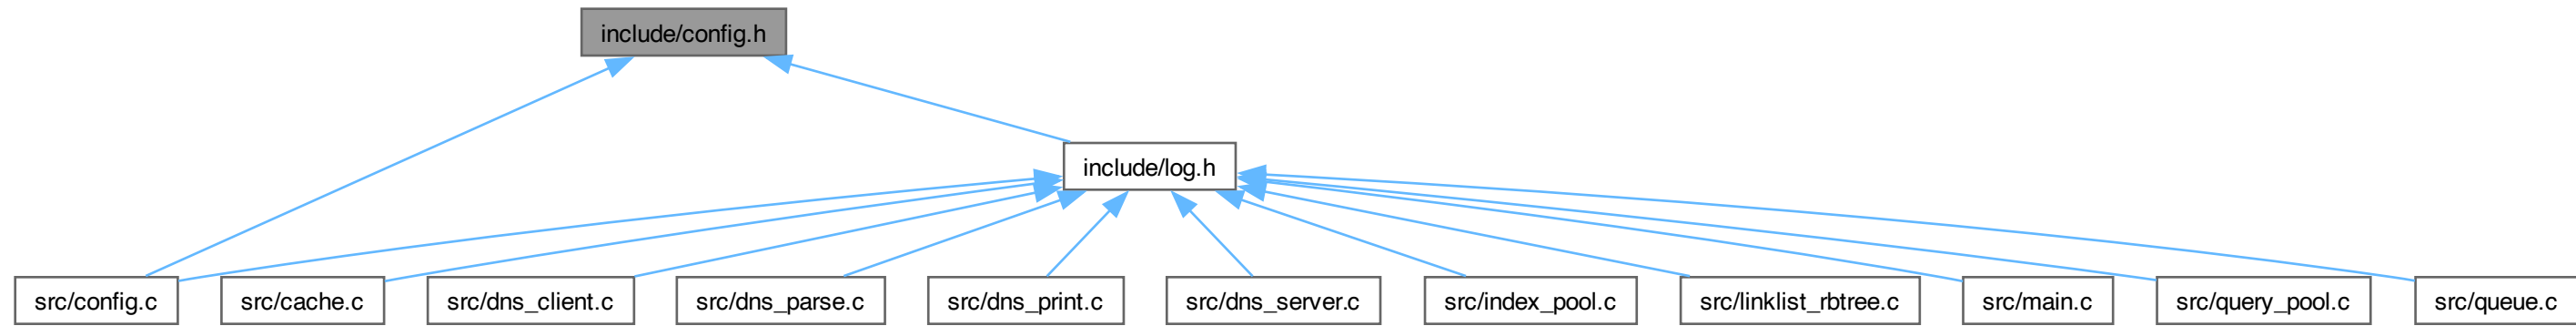 include/config.h
include/log.h
src/config.c
src/cache.c
src/dns_client.c
src/dns_parse.c
src/dns_print.c
src/dns_server.c
src/index_pool.c
src/linklist_rbtree.c
src/main.c
src/query_pool.c
src/queue.c